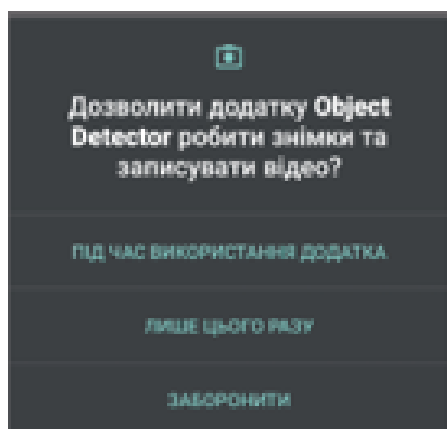 Дозволити додатку Object
Detector робити знімки та
записувати відео?
ПІД ЧАС ВИКОРИСТАННЯ ДОДАТКА
ЛИШЕ ЦЬОГО РАЗУ
ЗАБОРОНИТИ